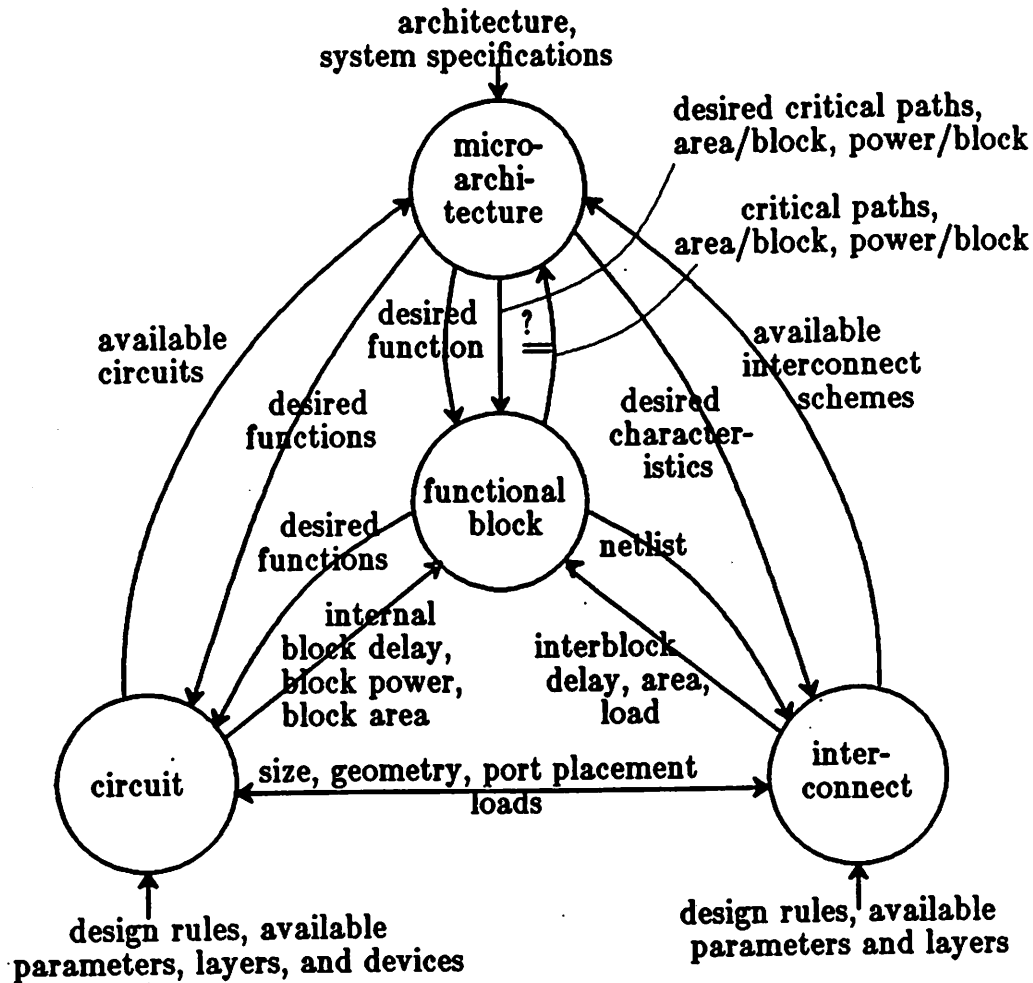 architecture,
system specifications
desired critical paths,
area/block, power/block
micro-
archi-
tecture
critical paths,
area/block, power/block
desired
function
?
=
available
circuits
available
interconnect
schemes
desired
functions
desired
character-
istics
functional
block
desired
functions
netlist
internal
block delay,
block power,
block area
interblock
delay, area,
load
circuit
size, geometry, port placement
loads
inter-
connect
design rules, available
parameters, layers, and devices
design rules, available
parameters and layers